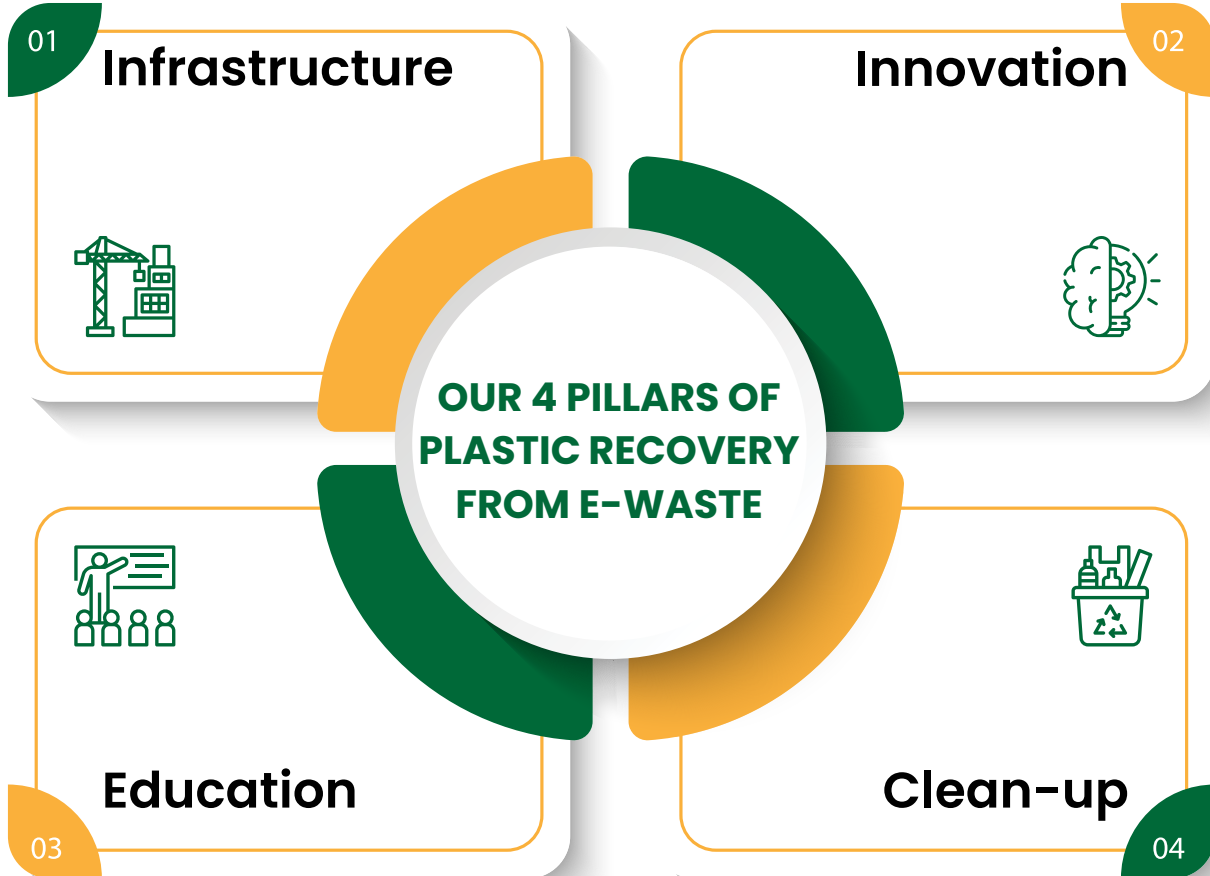 01
Infrastructure
02
Innovation
OUR 4 PILLARS OF
PLASTIC RECOVERY
FROM E-WASTE
Education
03
Clean-up
04